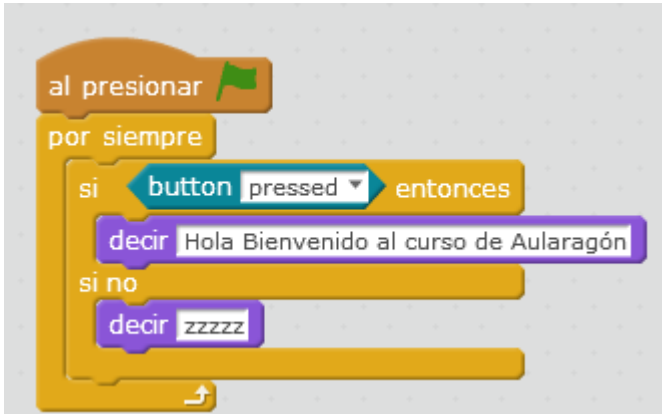 al presionar
por siempre
si button pressed entonces
decir Hola Bienvenido al curso de Aularagón
si no
decir zzzzz